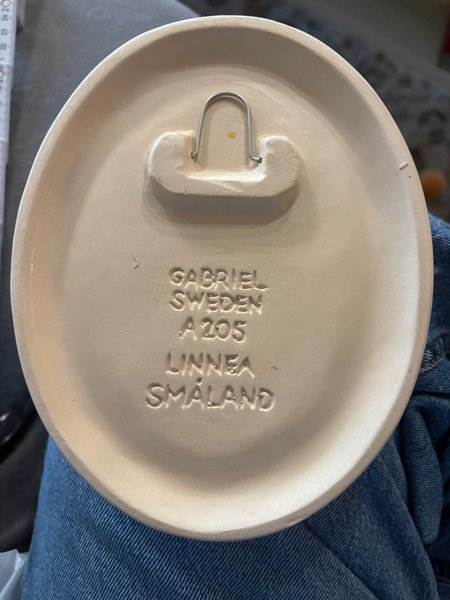 GABRIEL
SWEDEN
A205
LINNEA
SMÅLAND